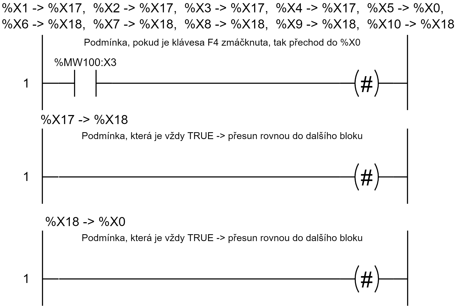 %X1 -> %X17, %X2 -> %X17, %X3 -> %X17, %X4 -> %X17, %X5 -> %X0,
%X6 -> %X18, %X7 -> %X18, %X8 -> %X18, %X9 -> %X18, %X10 -> %X18
Podmínka, pokud je klávesa F4 zmáčknuta, tak přechod do %X0
%MW100:X3
1 (#)
%X17 -> %X18
Podmínka, která je vždy TRUE -> přesun rovnou do dalšího bloku
1 (#)
%X18 -> %X0
Podmínka, která je vždy TRUE -> přesun rovnou do dalšího bloku
1 (#)